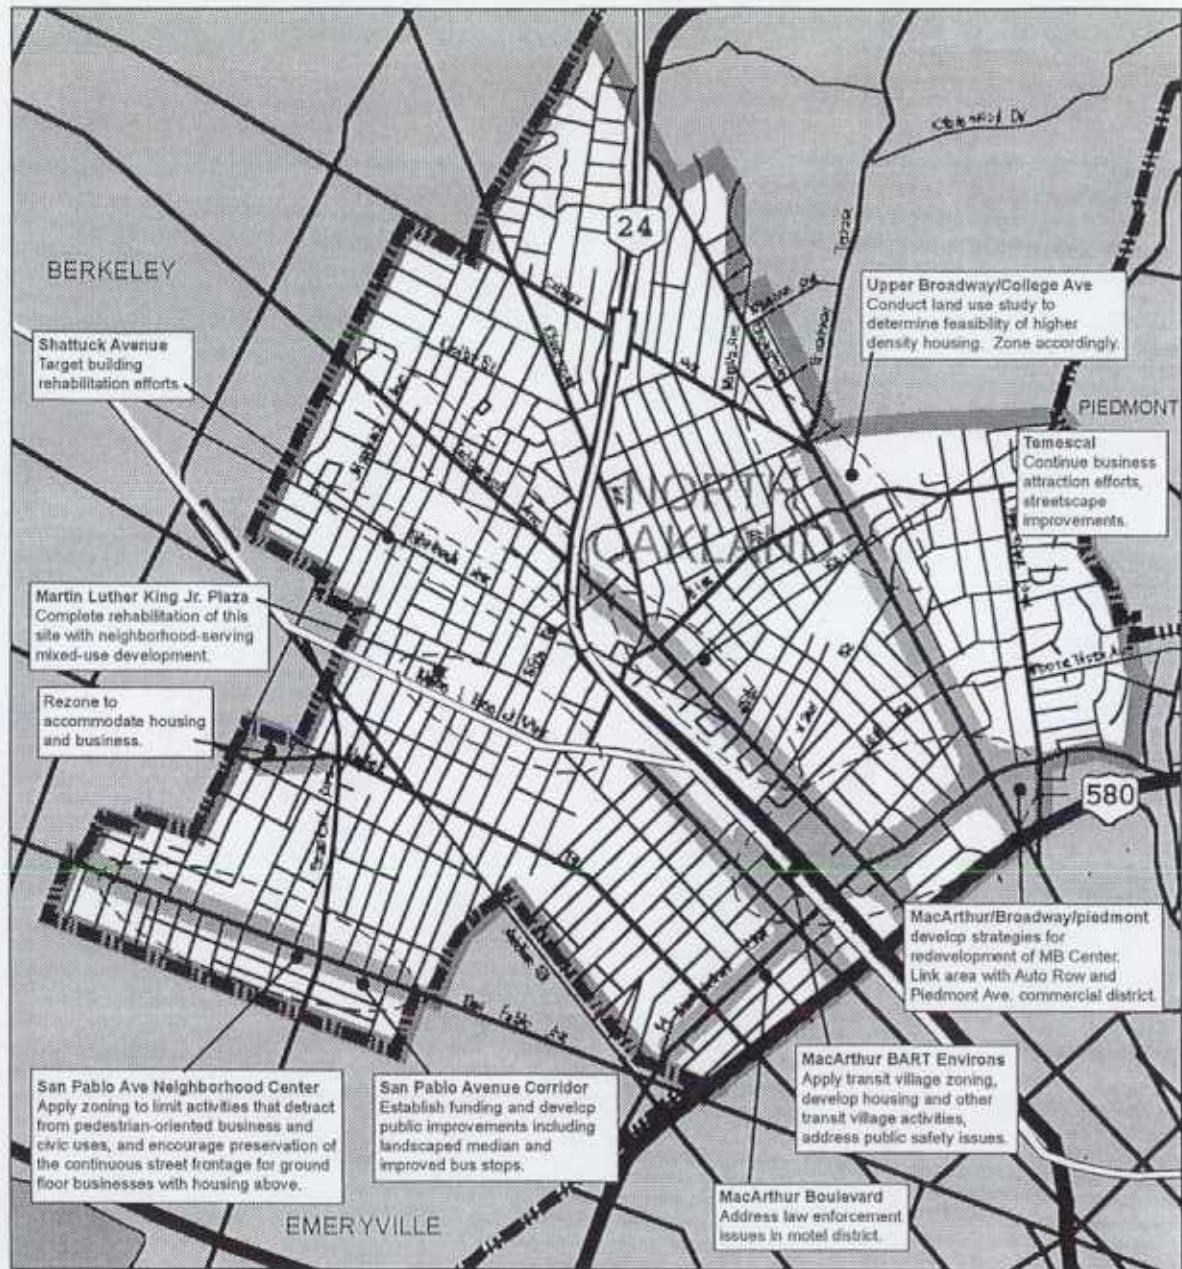 BERKELEY
24
Upper Broadway/College Ave
Conduct land use study to
determine feasibility of higher
density housing. Zone accordingly.
Shattuck Avenue
Target building
rehabilitation efforts
PIEDMONT
Temescal
Continue business
attraction efforts,
streetscape
improvements.
NORTH
OAKLAND
College
Ave
Shattuck Ave
Martin Luther King Jr. Plaza
Complete rehabilitation of this
site with neighborhood-serving
mixed-use development.
Rezone to
accommodate housing
and business.
580
MacArthur/Broadway/piedmont
develop strategies for
redevelopment of MB Center.
Link area with Auto Row and
Piedmont Ave. commercial district.
San Pablo Ave
MacArthur BART Environs
Apply transit village zoning,
develop housing and other
transit village activities,
address public safety issues.
San Pablo Ave Neighborhood Center
Apply zoning to limit activities that detract
from pedestrian-oriented business and
civic uses, and encourage preservation of
the continuous street frontage for ground
floor businesses with housing above.
San Pablo Avenue Corridor
Establish funding and develop
public improvements including
landscaped median and
improved bus stops.
MacArthur Boulevard
Address law enforcement
issues in motel district.
EMERYVILLE